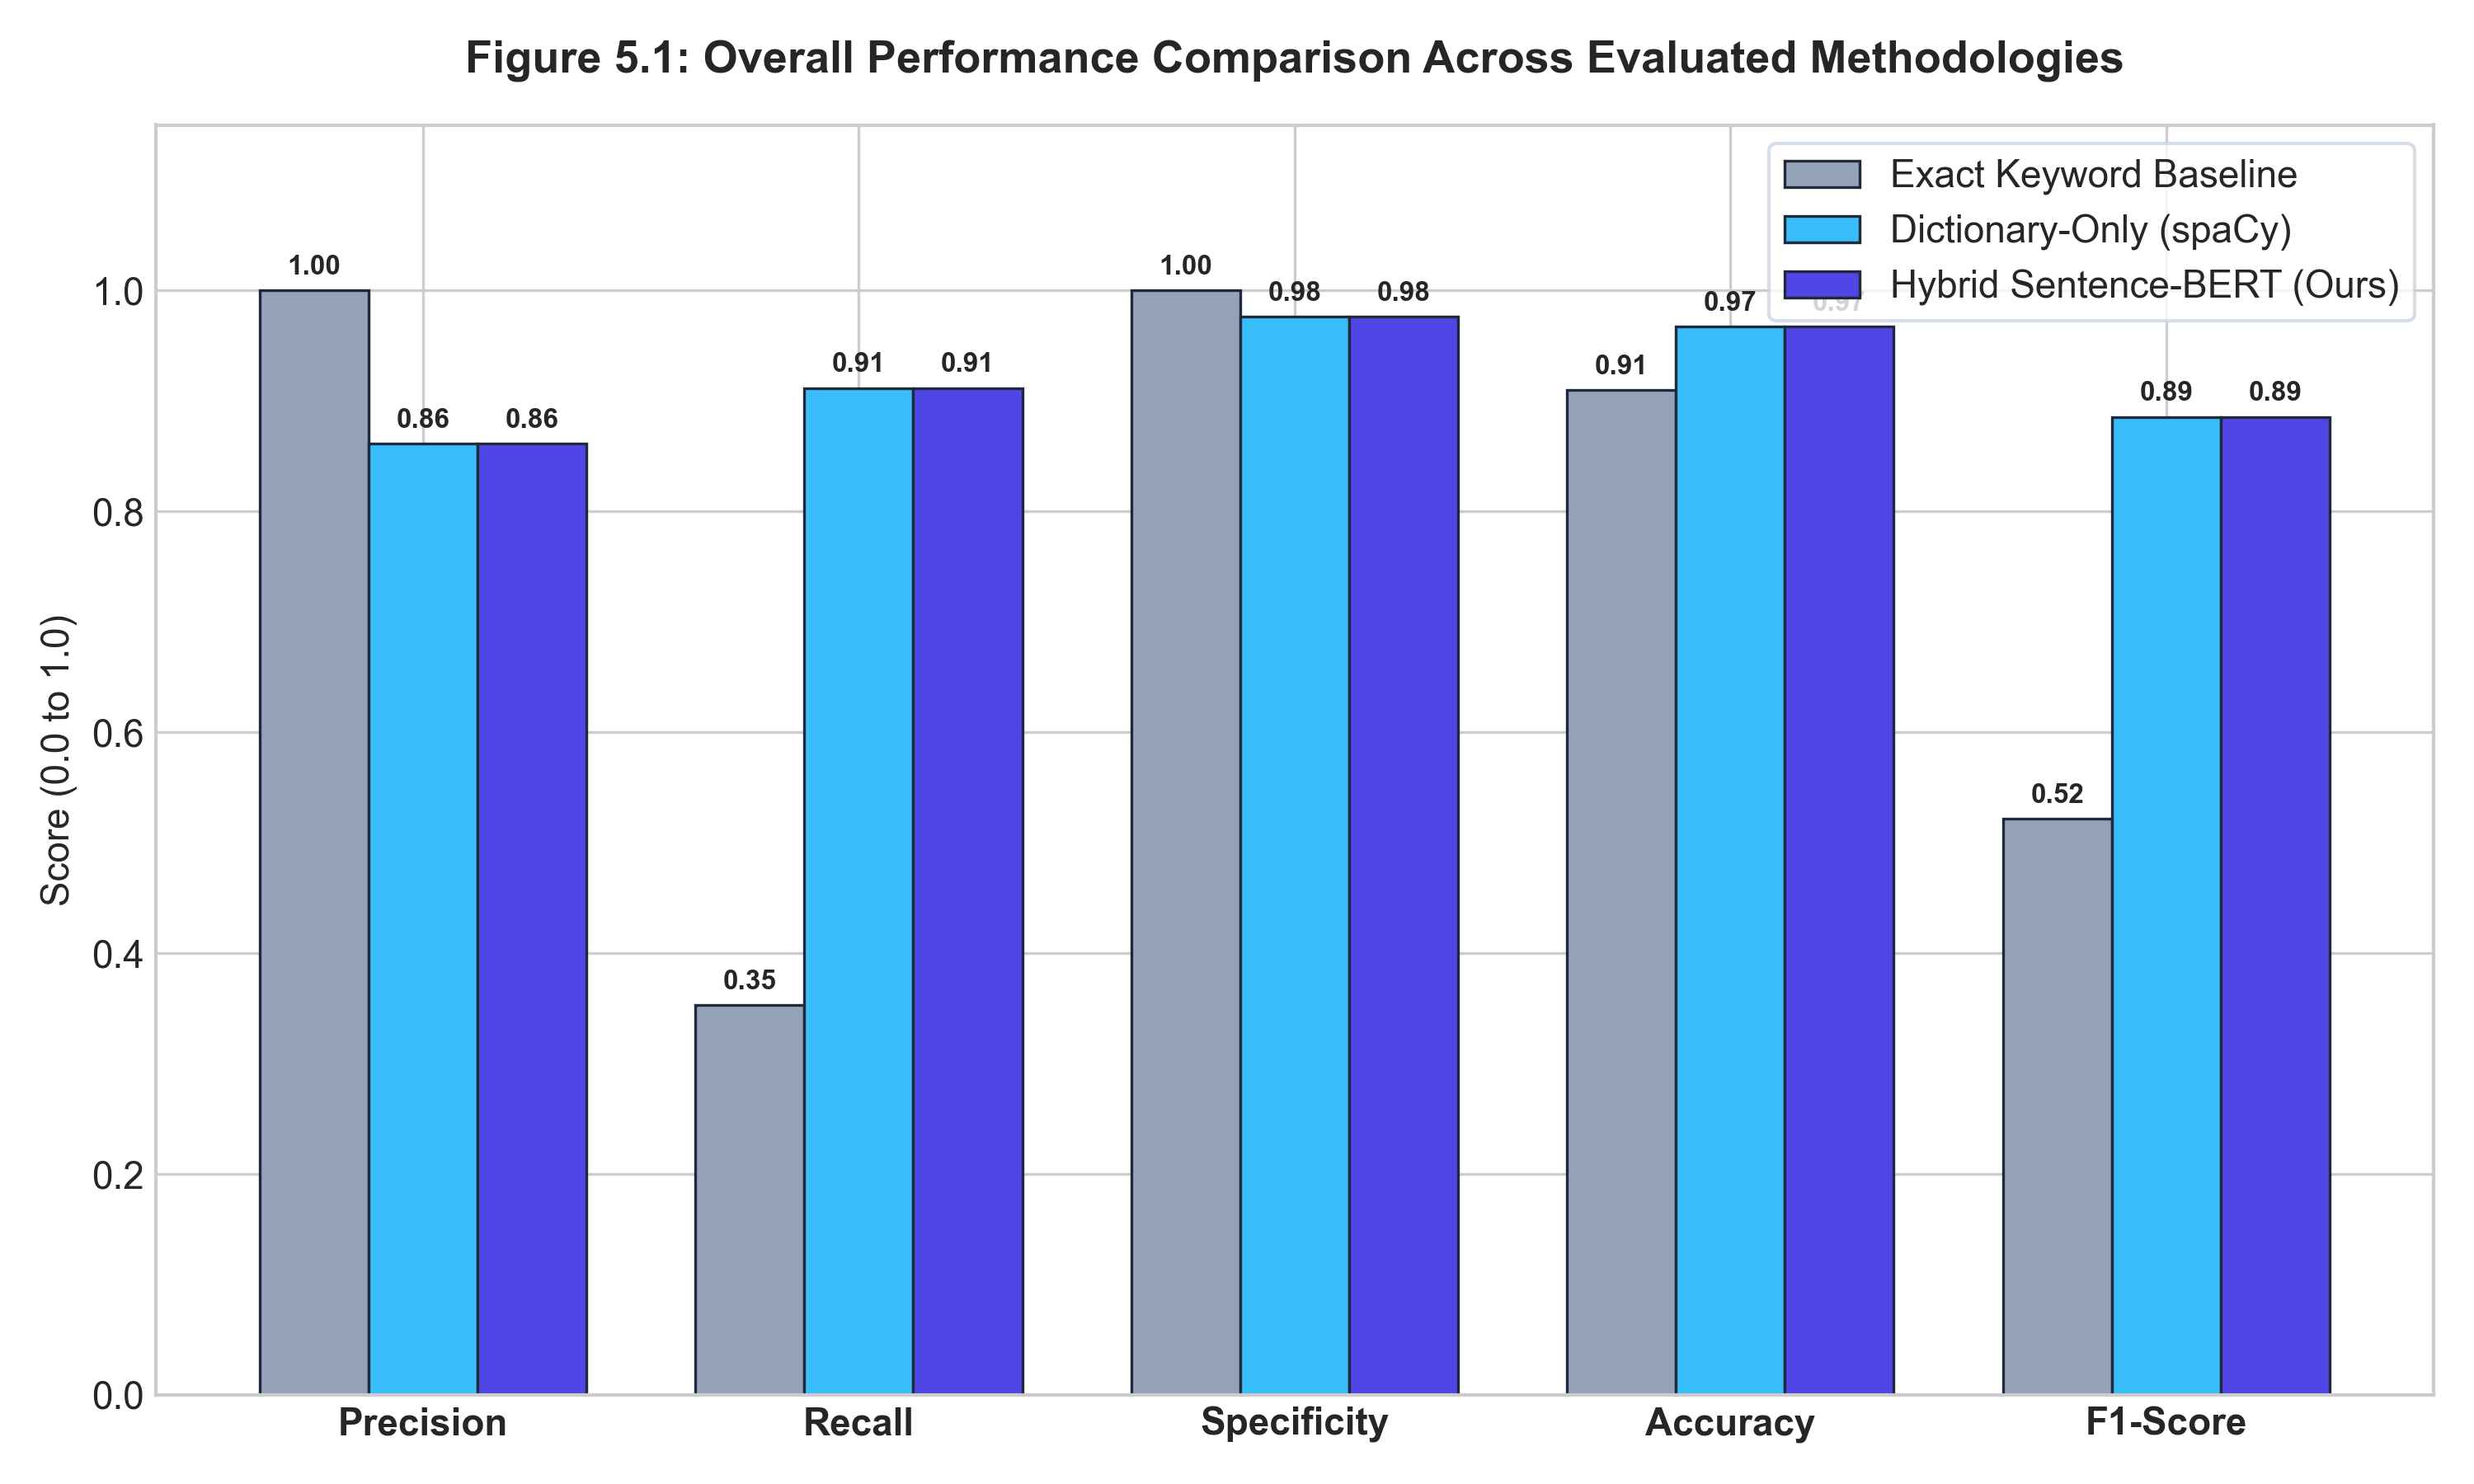 Figure 5.1: Overall Performance Comparison Across Evaluated Methodologies
Exact Keyword Baseline
Dictionary-Only (spaCy)
Hybrid Sentence-BERT (Ours)
Score (0.0 to 1.0)
1.0
0.8
0.6
0.4
0.2
0.0
1.00
0.86
0.86
0.35
0.91
0.91
1.00
0.98
0.98
0.91
0.97
0.97
0.52
0.89
0.89
Precision
Recall
Specificity
Accuracy
F1-Score